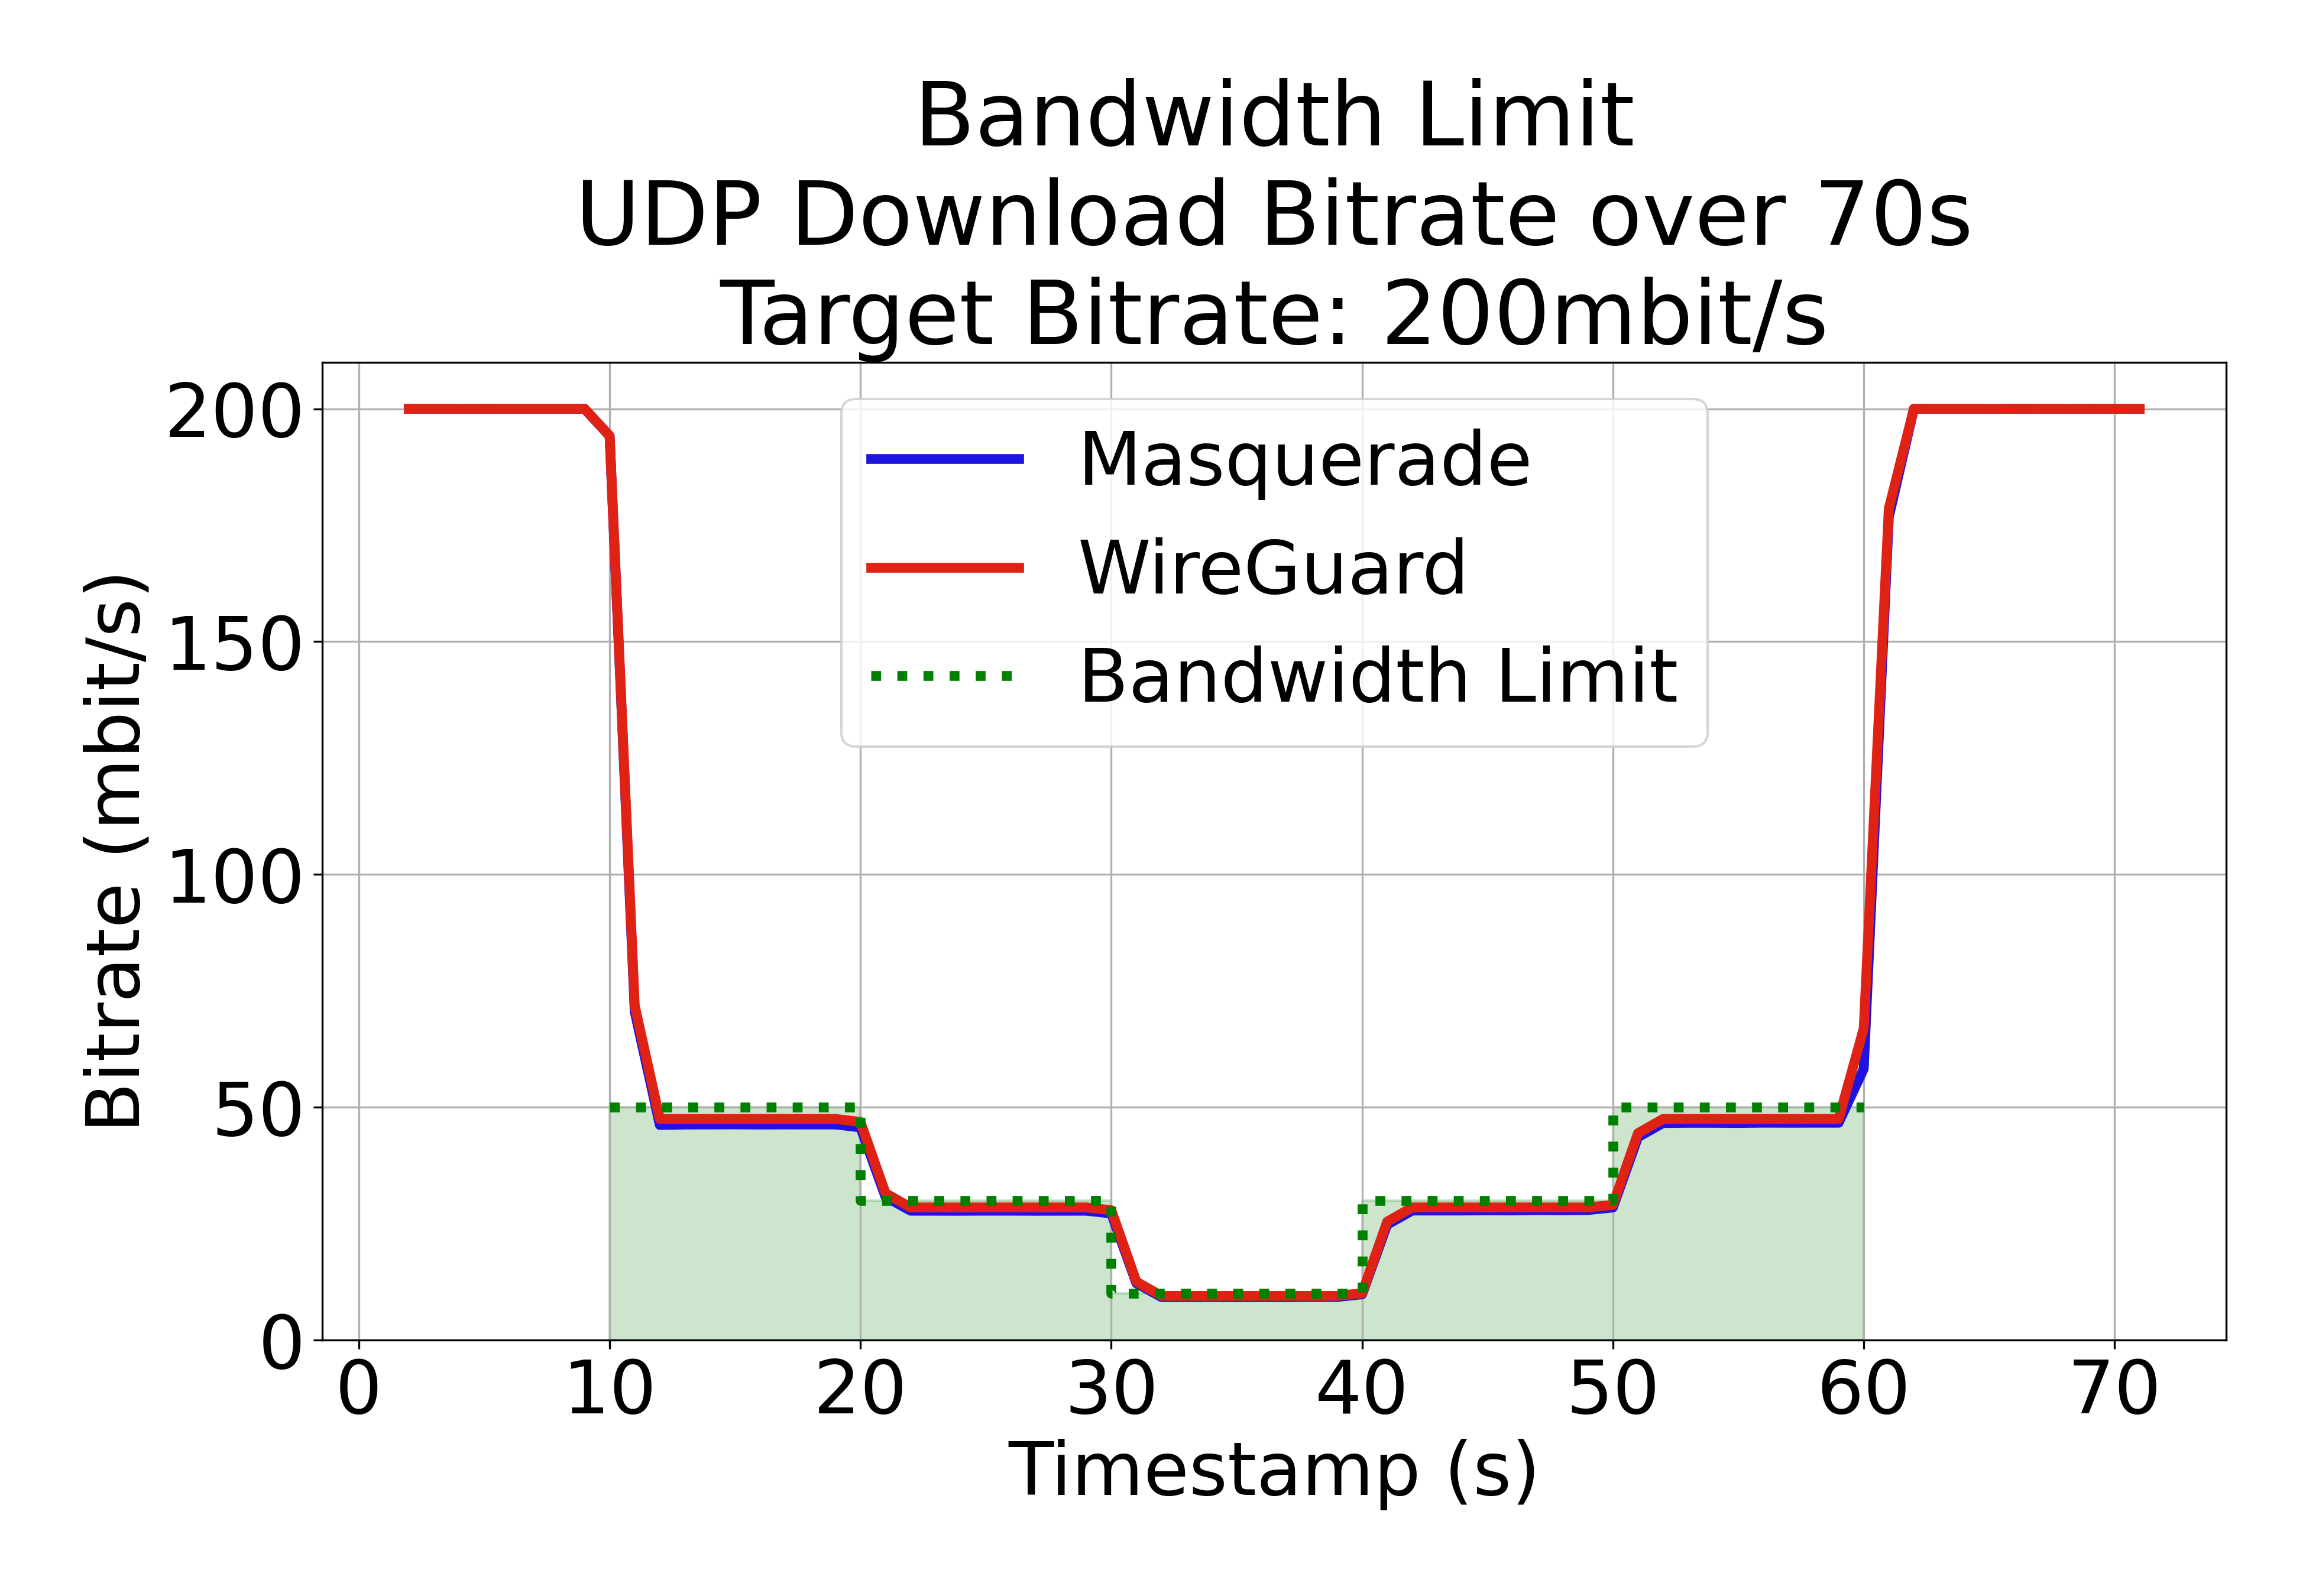 Bandwidth Limit
UDP Download Bitrate over 70s
Target Bitrate: 200mbit/s
Masquerade
WireGuard
Bandwidth Limit
Bitrate (mbit/s)
200
150
100
50
0
0 10 20 30 40 50 60 70
Timestamp (s)